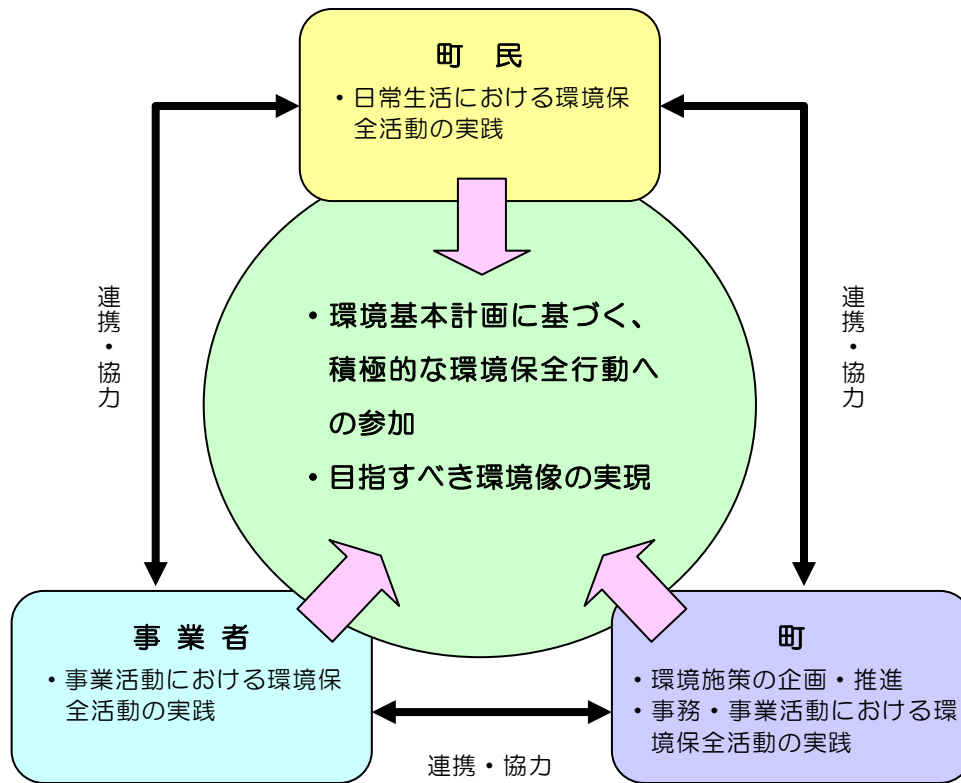 町 民
・日常生活における環境保
全活動の実践
連携・協力
連携・協力
・環境基本計画に基づく、
積極的な環境保全行動へ
の参加
・目指すべき環境像の実現
事 業 者
・事業活動における環境保
全活動の実践
町
・環境施策の企画・推進
・事務・事業活動における環
境保全活動の実践
連携・協力